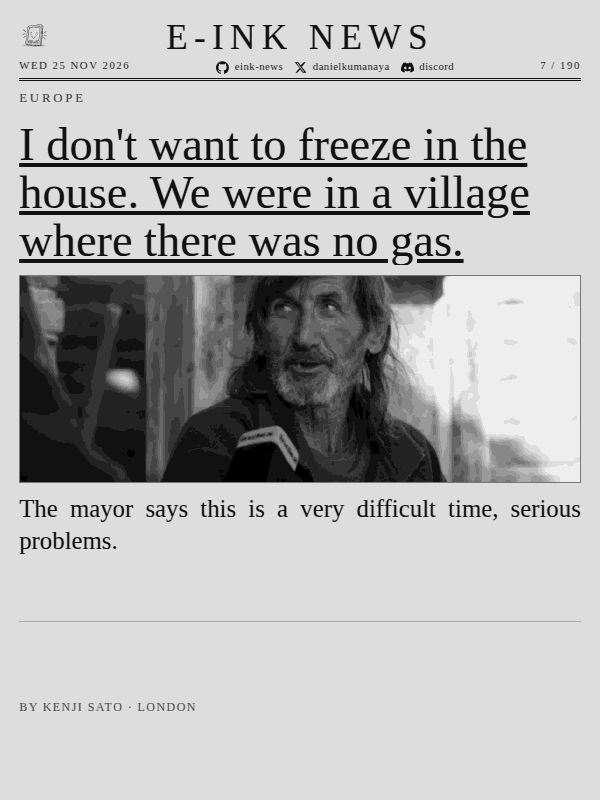 E-INK NEWS
WED 25 NOV 2026
eink-news danielkumanaya discord
7 / 190
EUROPE
I don't want to freeze in the
house. We were in a village
where there was no gas.
The mayor says this is a very difficult time, serious
problems.
BY KENJI SATO · LONDON